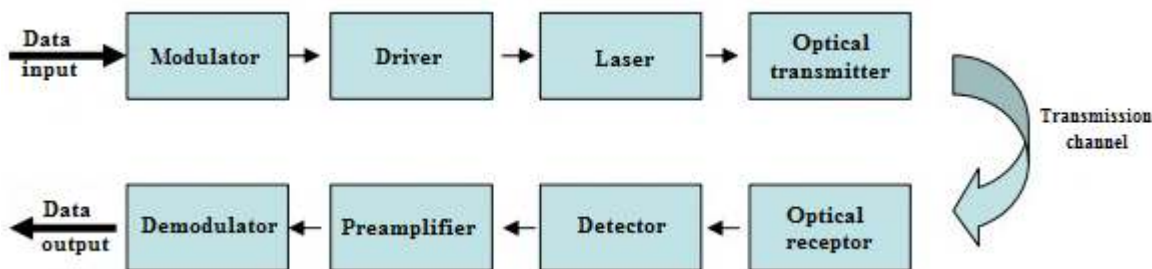 Data
input
Modulator
Driver
Laser
Optical
transmitter
Transmission
channel
Data
output
Demodulator
Preamplifier
Detector
Optical
receptor